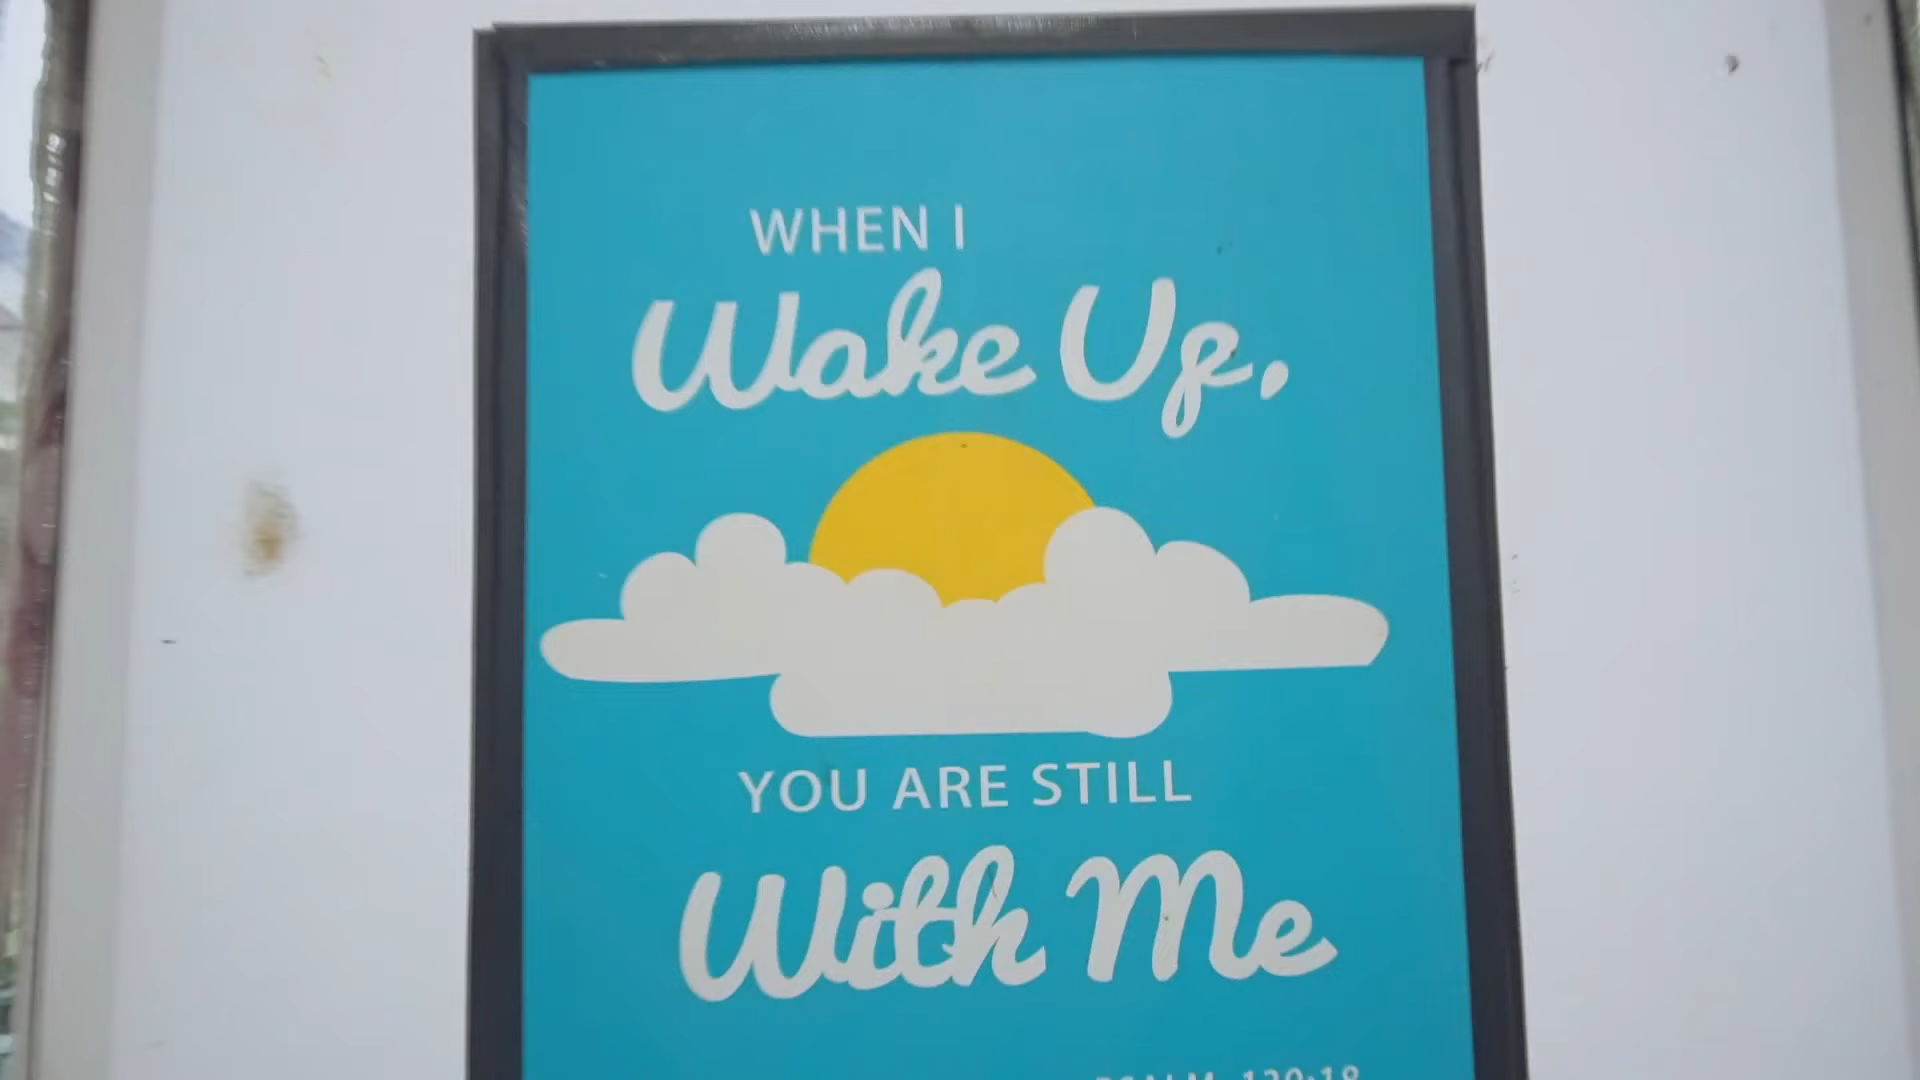 WHEN I
Wake Up,
YOU ARE STILL
With Me
PSALM 139:18